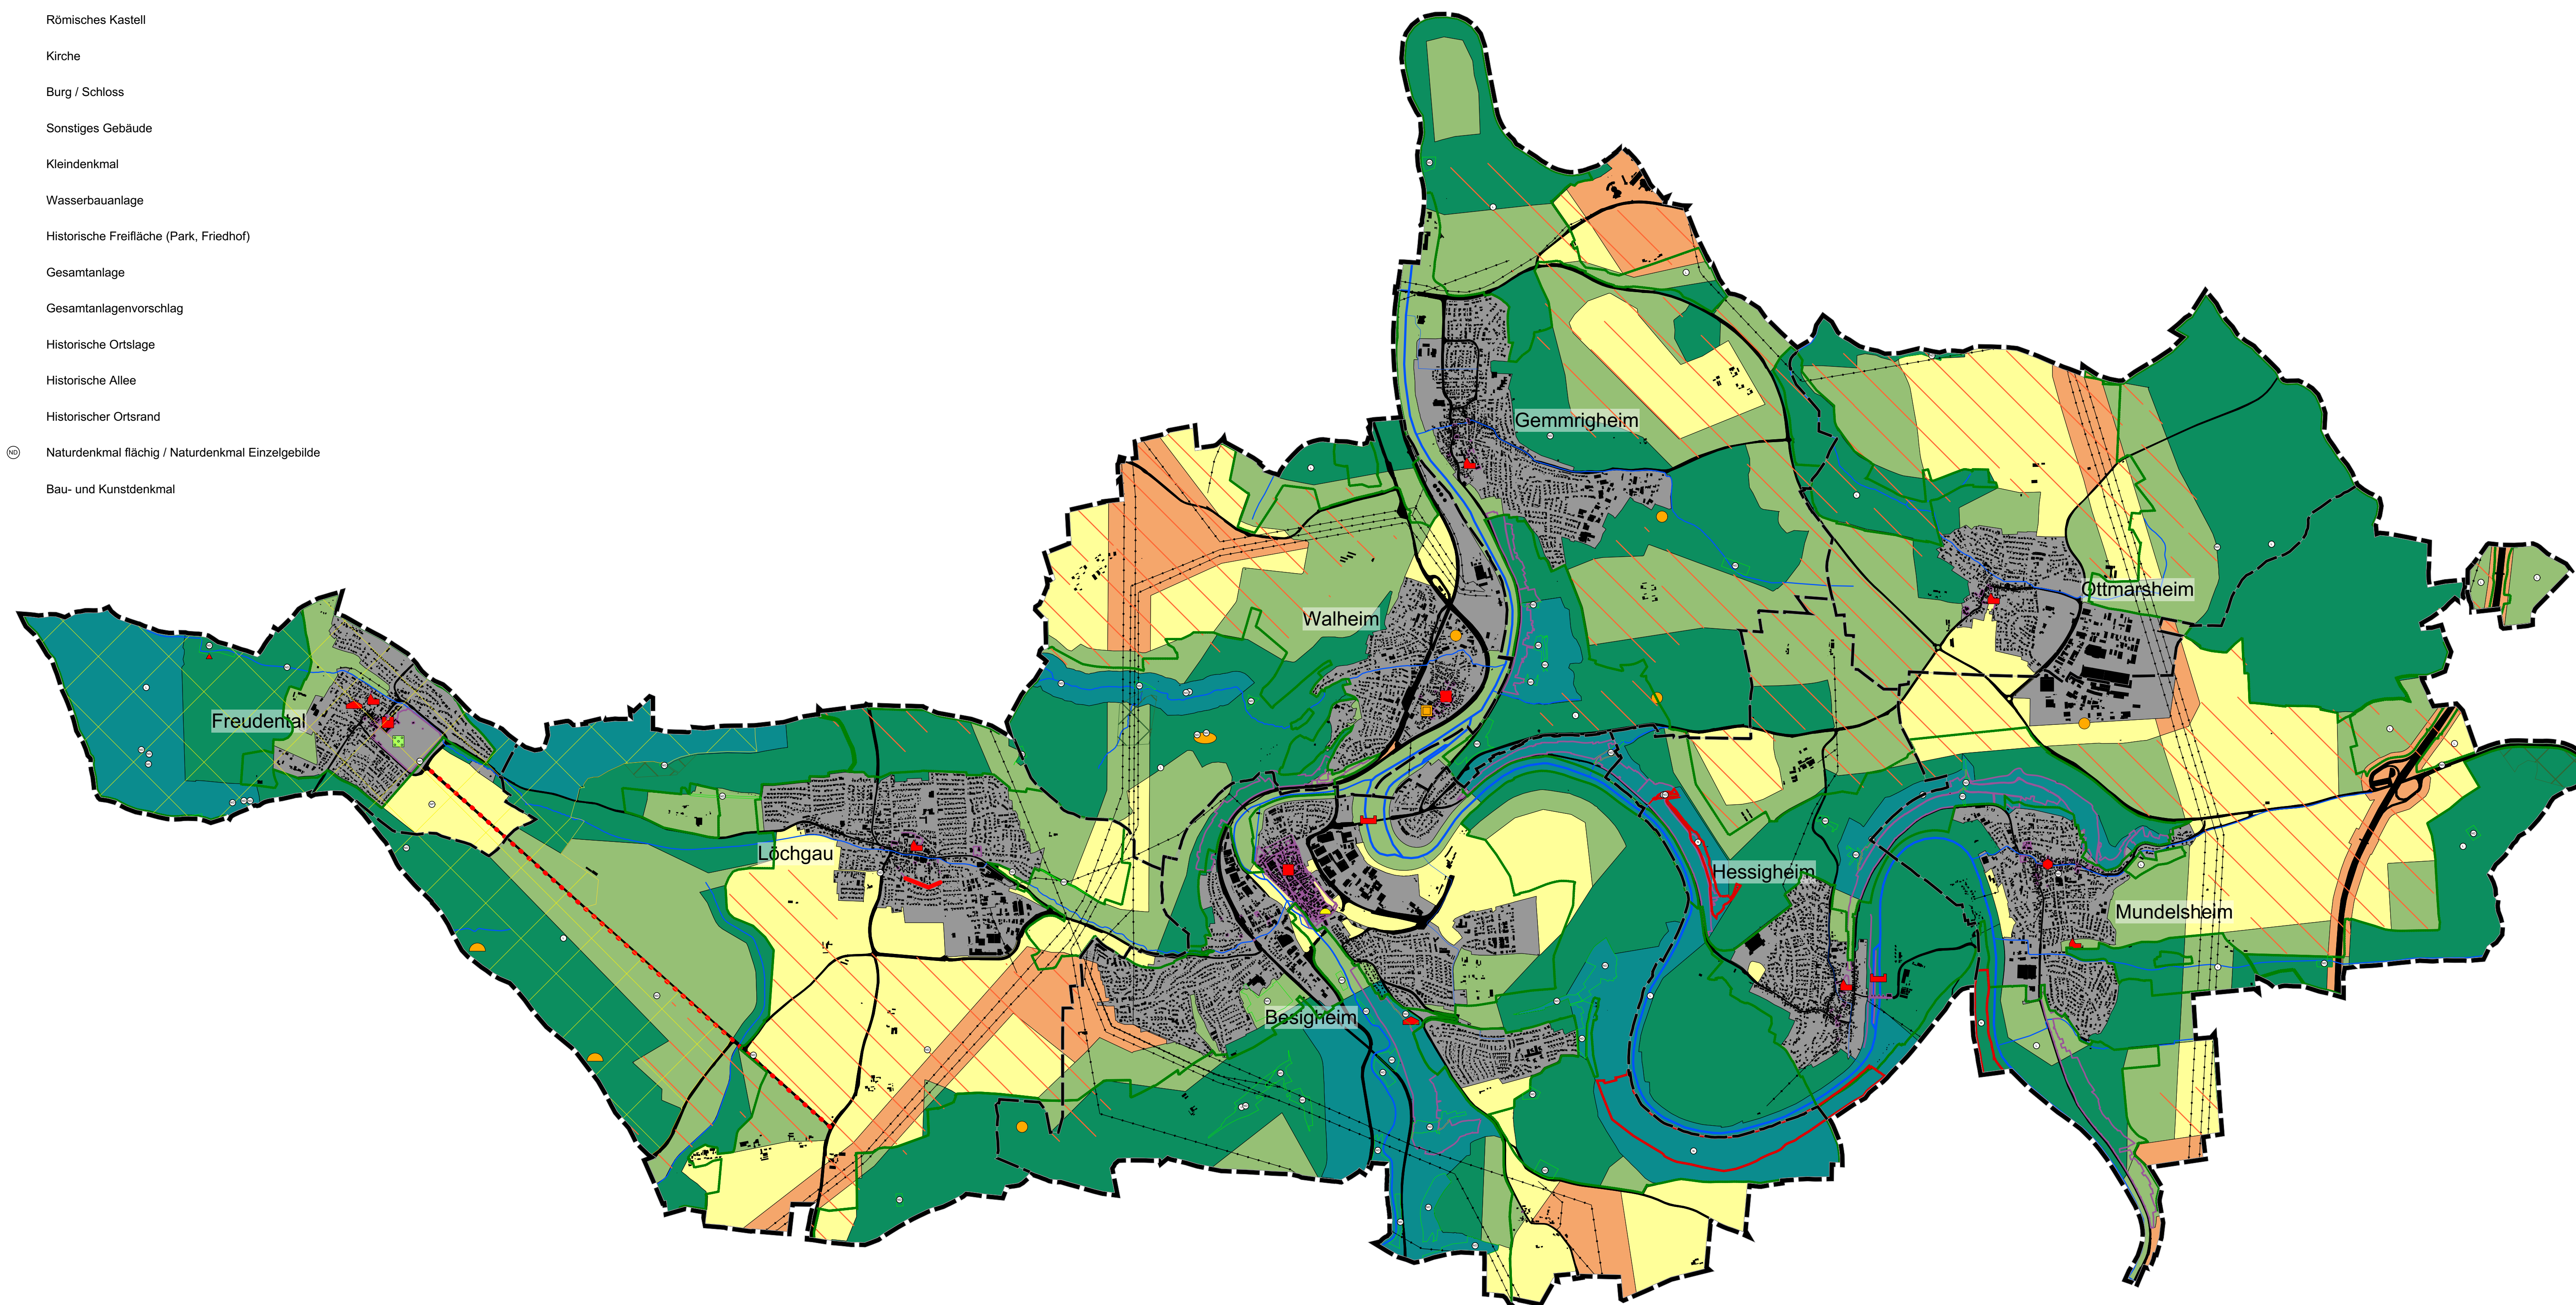 Römisches Kastell
Kirche
Burg / Schloss
Sonstiges Gebäude
Kleindenkmal
Wasserbauanlage
Historische Freifläche (Park, Friedhof)
Gesamtanlage
Gesamtanlagenvorschlag
Historische Ortslage
Historische Allee
Historischer Ortsrand
ND Naturdenkmal flächig / Naturdenkmal Einzelgebilde
Bau- und Kunstdenkmal
Gemmrigheim
Ottmarsheim
Walheim
Freudental
Löchgau
Hessigheim
Mundelsheim
Besigheim